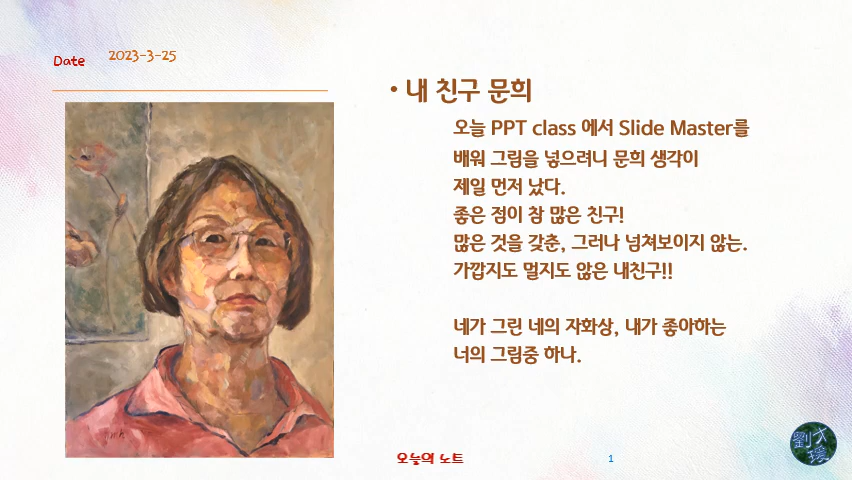 Date 2023-3-25
• 내 친구 문희
오늘 PPT class 에서 Slide Master를
배워 그림을 넣으려니 문희 생각이
제일 먼저 났다.
좋은 점이 참 많은 친구!
많은 것을 갖춘, 그러나 넘쳐보이지 않는.
가깝지도 멀지도 않은 내친구!!
네가 그린 네의 자화상, 내가 좋아하는
너의 그림중 하나.
오늘의 노트
1